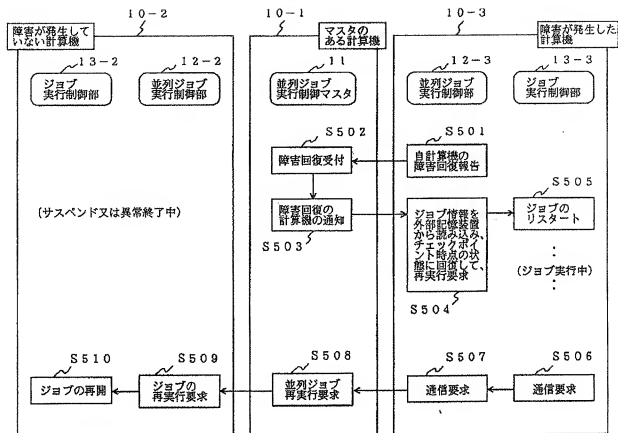 10-2
10-1
10-3
障害が発生して
いない計算機
マスタの
ある計算機
障害が発生した
計算機
13-2
12-2
11
12-3
13-3
ジョブ
実行制御部
並列ジョブ
実行制御部
並列ジョブ
実行制御マスタ
並列ジョブ
実行制御部
ジョブ
実行制御部
S502
S501
障害回復受付
自計算機の
障害回復報告
S505
(サスペンド又は異常終了中)
障害回復の
計算機の通知
S503
ジョブ情報を
外部記憶装置
から読み込み、
チェックポイ
ント時点の状
態に回復して、
再実行要求
S504
ジョブの
リスタート
(ジョブ実行中)
S510
S509
S508
S507
S506
ジョブの再開
ジョブの
再実行要求
並列ジョブ
再実行要求
通信要求
通信要求